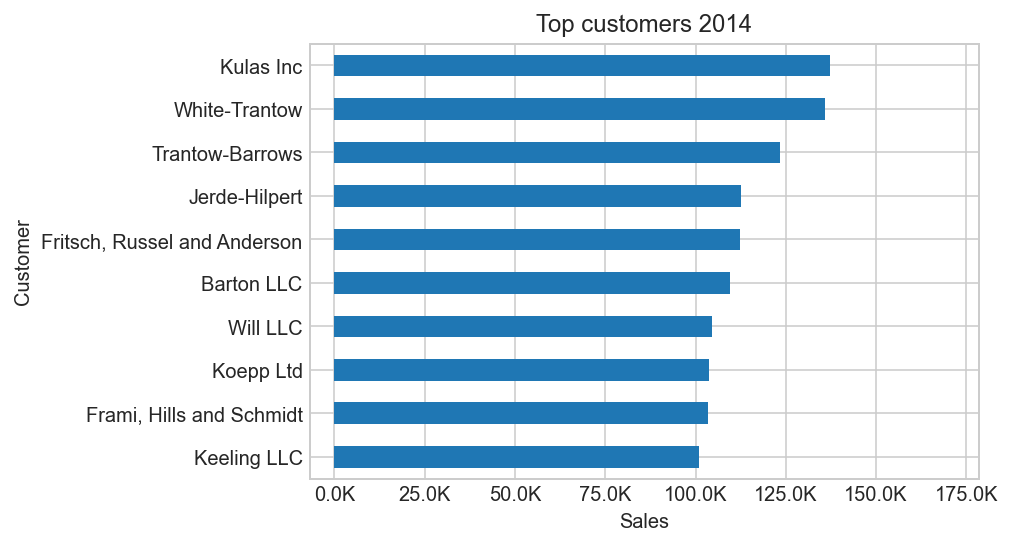 Top customers 2014
Kulas Inc
White-Trantow
Trantow-Barrows
Jerde-Hilpert
Fritsch, Russel and Anderson
Barton LLC
Will LLC
Koepp Ltd
Frami, Hills and Schmidt
Keeling LLC
Customer
0.0K 25.0K 50.0K 75.0K 100.0K 125.0K 150.0K 175.0K
Sales